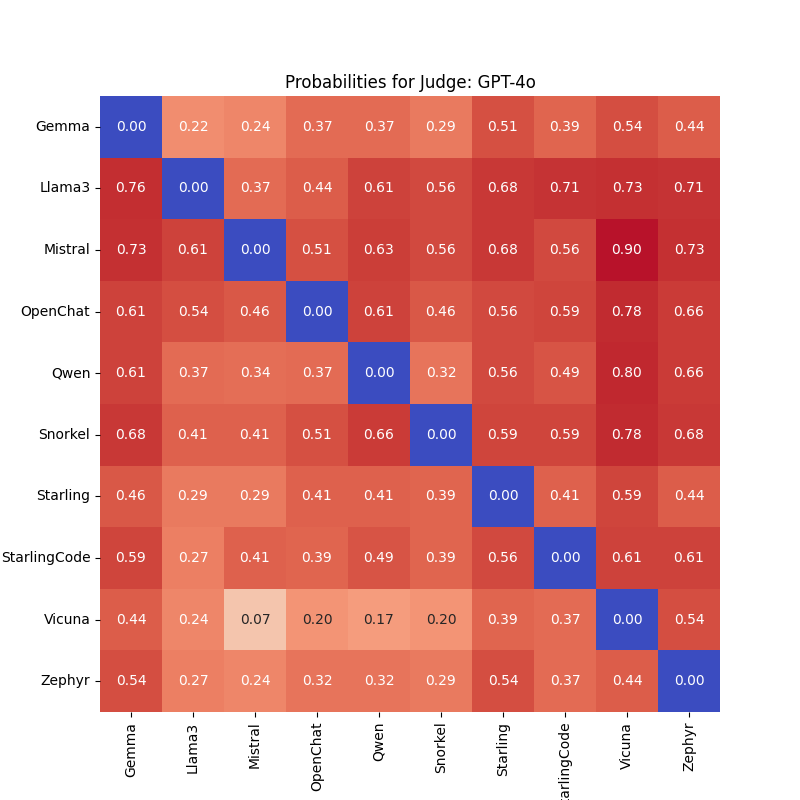 Probabilities for Judge: GPT-4o
Gemma 0.00 0.22 0.24 0.37 0.37 0.29 0.51 0.39 0.54 0.44
Llama3 0.76 0.00 0.37 0.44 0.61 0.56 0.68 0.71 0.73 0.71
Mistral 0.73 0.61 0.00 0.51 0.63 0.56 0.68 0.56 0.90 0.73
OpenChat 0.61 0.54 0.46 0.00 0.61 0.46 0.56 0.59 0.78 0.66
Qwen 0.61 0.37 0.34 0.37 0.00 0.32 0.56 0.49 0.80 0.66
Snorkel 0.68 0.41 0.41 0.51 0.66 0.00 0.59 0.59 0.78 0.68
Starling 0.46 0.29 0.29 0.41 0.41 0.39 0.00 0.41 0.59 0.44
StarlingCode 0.59 0.27 0.41 0.39 0.49 0.39 0.56 0.00 0.61 0.61
Vicuna 0.44 0.24 0.07 0.20 0.17 0.20 0.39 0.37 0.00 0.54
Zephyr 0.54 0.27 0.24 0.32 0.32 0.29 0.54 0.37 0.44 0.00
Gemma Llama3 Mistral OpenChat Qwen Snorkel Starling arlingCode Vicuna Zephyr